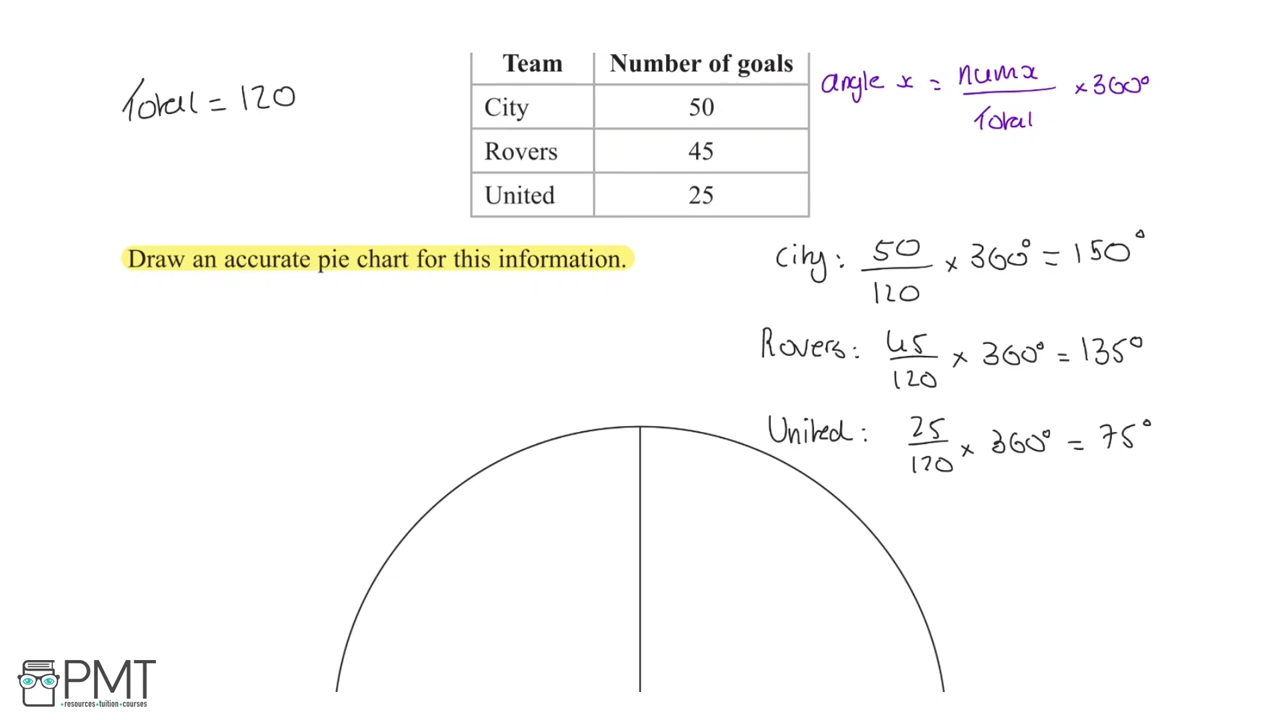 Total = 120
Team Number of goals
City 50
Rovers 45
United 25
angle x = num x / Total × 360°
Draw an accurate pie chart for this information.
City: 50/120 × 360° = 150°
Rovers: 45/120 × 360° = 135°
United: 25/120 × 360° = 75°
PMT
•resources•tuition•courses